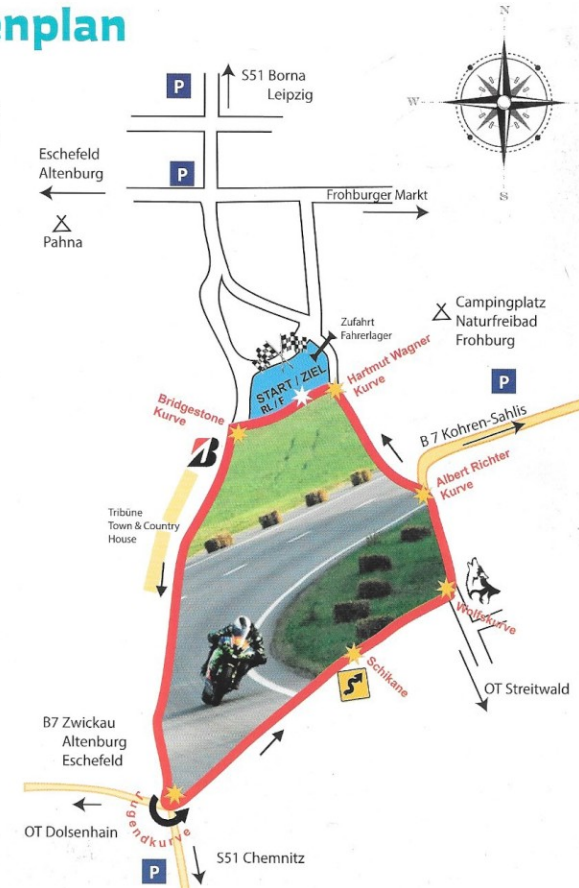 enplan
N
W
S
P
S51 Borna
Leipzig
P
Eschefeld
Altenburg
Pahna
Frohburger Markt
Zufahrt
Fahrerlager
Campingplatz
Naturfreibad
Frohburg
START / ZIEL
RL / F
Hartmut Wagner
Kurve
P
Bridgestone
Kurve
B
B 7 Kohren-Sahlis
Albert Richter
Kurve
Tribüne
Town & Country
House
Wolfskurve
Schikane
OT Streitwald
B7 Zwickau
Altenburg
Eschefeld
Jugendkurve
OT Dolsenhain
S51 Chemnitz
P